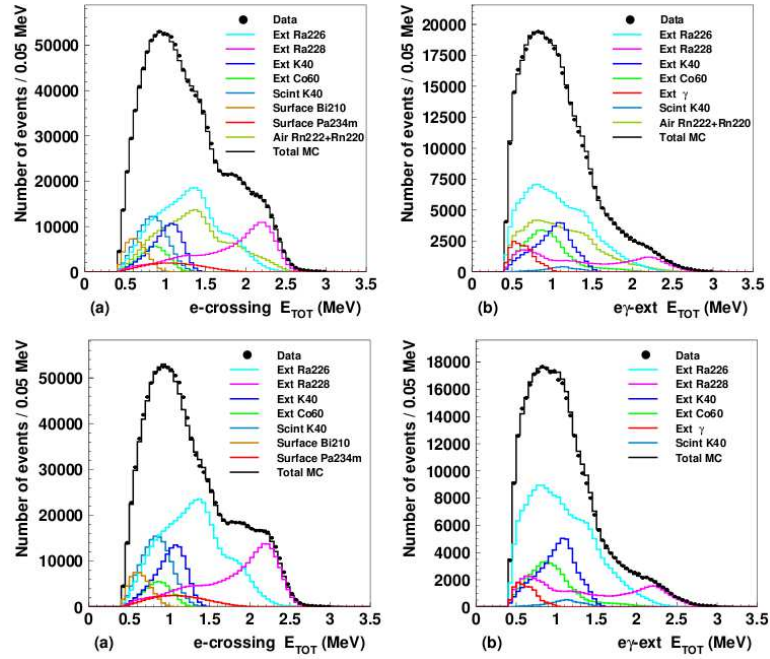 Number of events / 0.05 MeV
50000
40000
30000
20000
10000
0
Data
Ext Ra226
Ext Ra228
Ext K40
Ext Co60
Scint K40
Surface Bi210
Surface Pa234m
Air Rn222+Rn220
Total MC
0 0.5 1 1.5 2 2.5 3 3.5
(a) e-crossing E_TOT (MeV)
Number of events / 0.05 MeV
20000
17500
15000
12500
10000
7500
5000
2500
0
Data
Ext Ra226
Ext Ra228
Ext K40
Ext Co60
Ext γ
Scint K40
Air Rn222+Rn220
Total MC
0 0.5 1 1.5 2 2.5 3 3.5
(b) eγ-ext E_TOT (MeV)
Number of events / 0.05 MeV
50000
40000
30000
20000
10000
0
Data
Ext Ra226
Ext Ra228
Ext K40
Ext Co60
Scint K40
Surface Bi210
Surface Pa234m
Total MC
0 0.5 1 1.5 2 2.5 3 3.5
(a) e-crossing E_TOT (MeV)
Number of events / 0.05 MeV
18000
16000
14000
12000
10000
8000
6000
4000
2000
0
Data
Ext Ra226
Ext Ra228
Ext K40
Ext Co60
Ext γ
Scint K40
Total MC
0 0.5 1 1.5 2 2.5 3 3.5
(b) eγ-ext E_TOT (MeV)